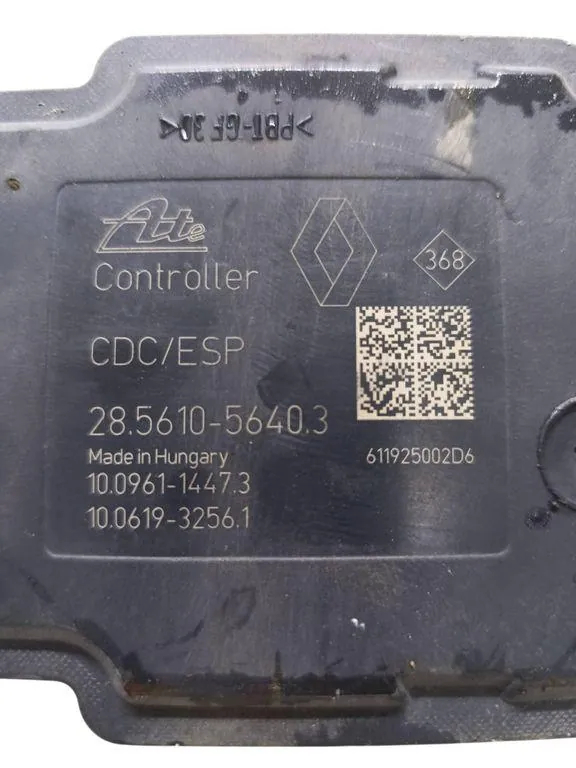 >PBT-GF30<
Ate
368
Controller
CDC/ESP
28.5610-5640.3
Made in Hungary
611925002D6
10.0961-1447.3
10.0619-3256.1